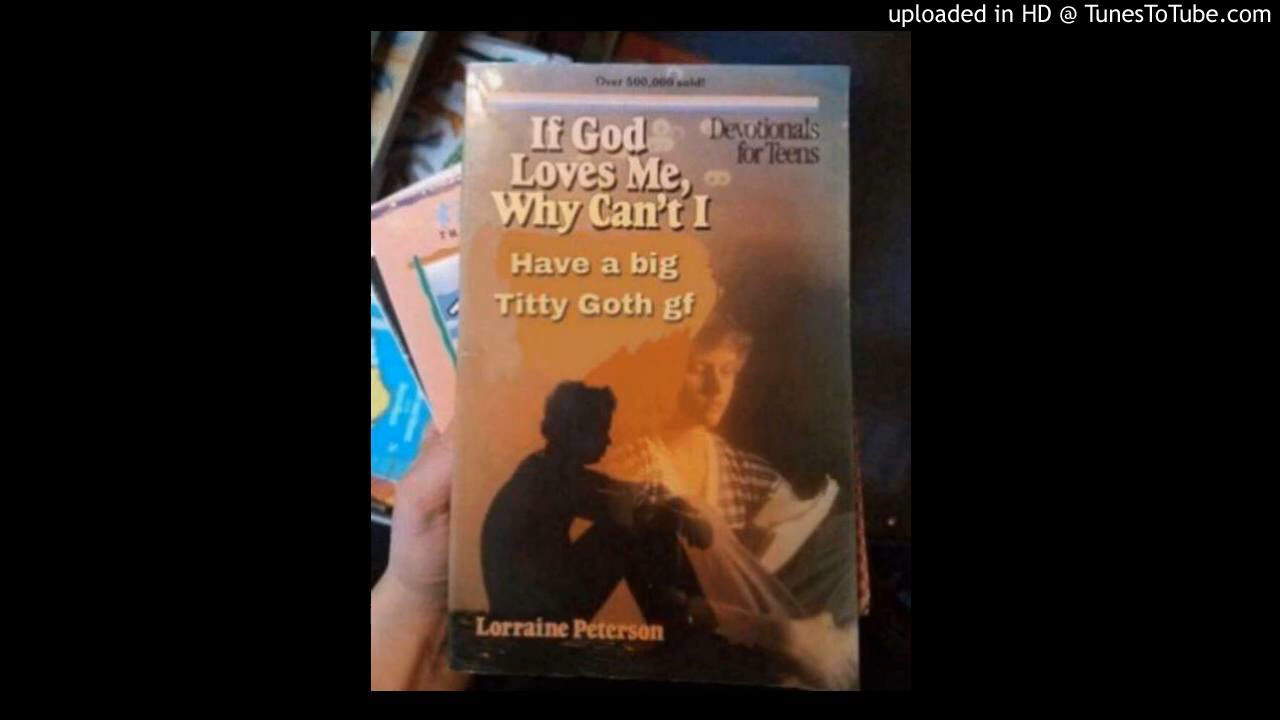 uploaded in HD @ TunesToTube.com
Over 500,000 sold!
If God
Loves Me,
Why Can't I
Devotionals
for Teens
Have a big
Titty Goth gf
Lorraine Peterson